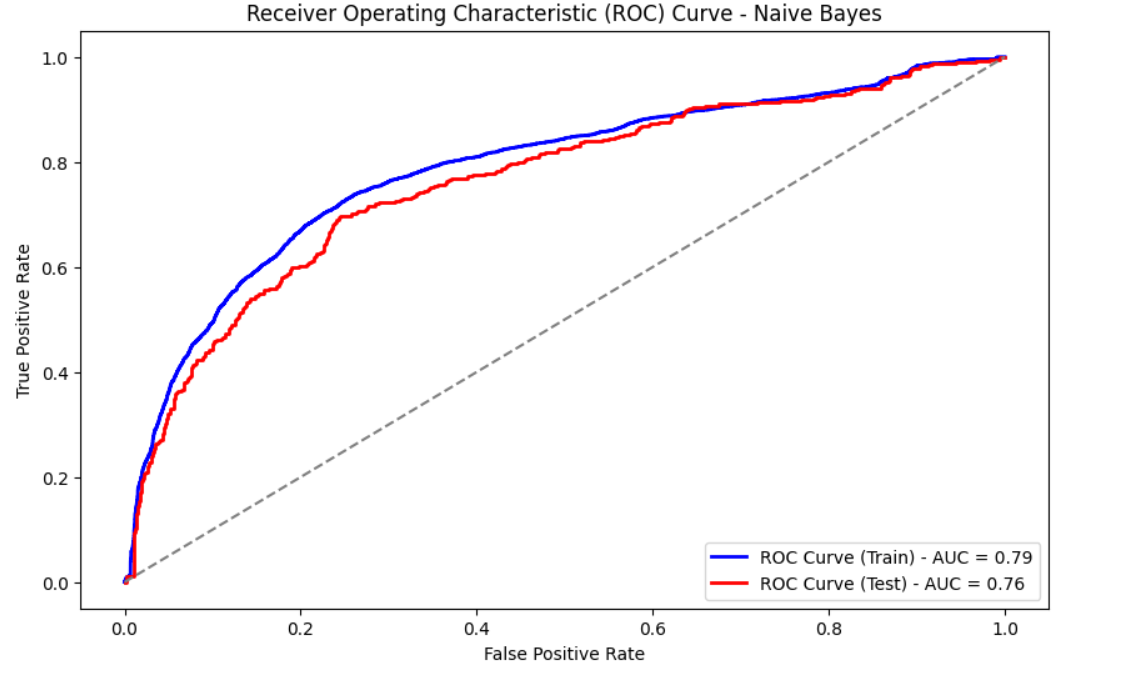 Receiver Operating Characteristic (ROC) Curve - Naive Bayes
True Positive Rate
1.0
0.8
0.6
0.4
0.2
0.0
ROC Curve (Train) - AUC = 0.79
ROC Curve (Test) - AUC = 0.76
0.0 0.2 0.4 0.6 0.8 1.0
False Positive Rate